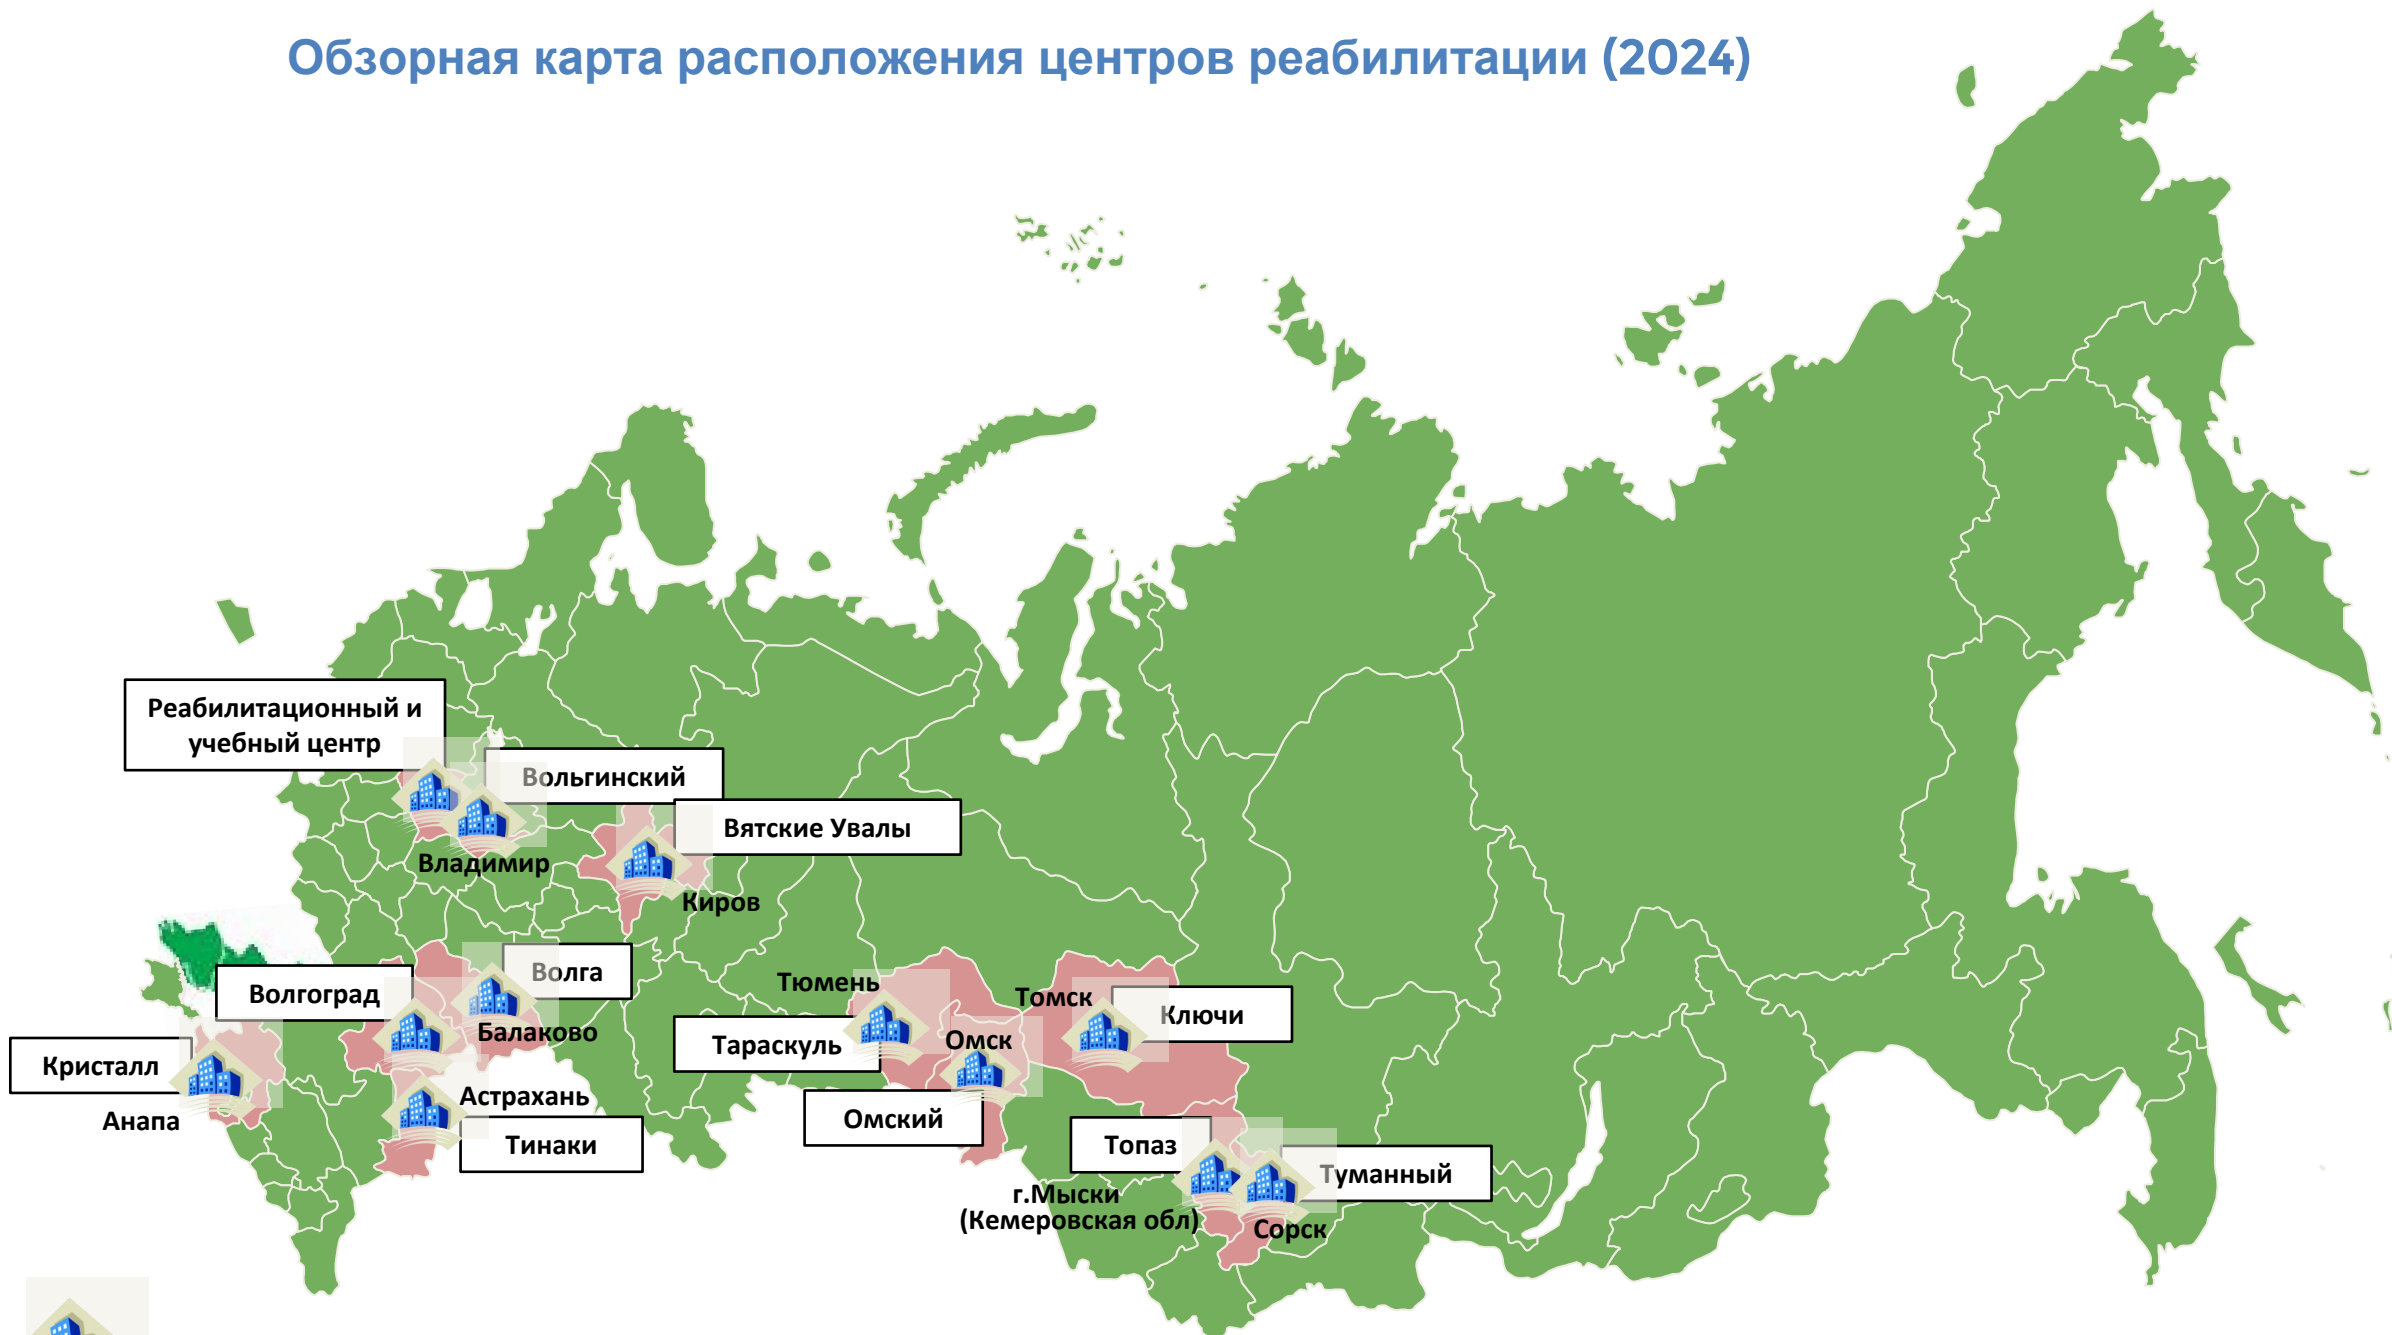 Обзорная карта расположения центров реабилитации (2024)
Реабилитационный и
учебный центр
Вольгинский
Вятские Увалы
Владимир
Киров
Волга
Волгоград
Балаково
Кристалл
Анапа
Астрахань
Тинаки
Тюмень
Тараскуль
Омск
Омский
Томск
Ключи
Топаз
Туманный
г.Мыски
(Кемеровская обл)
Сорск